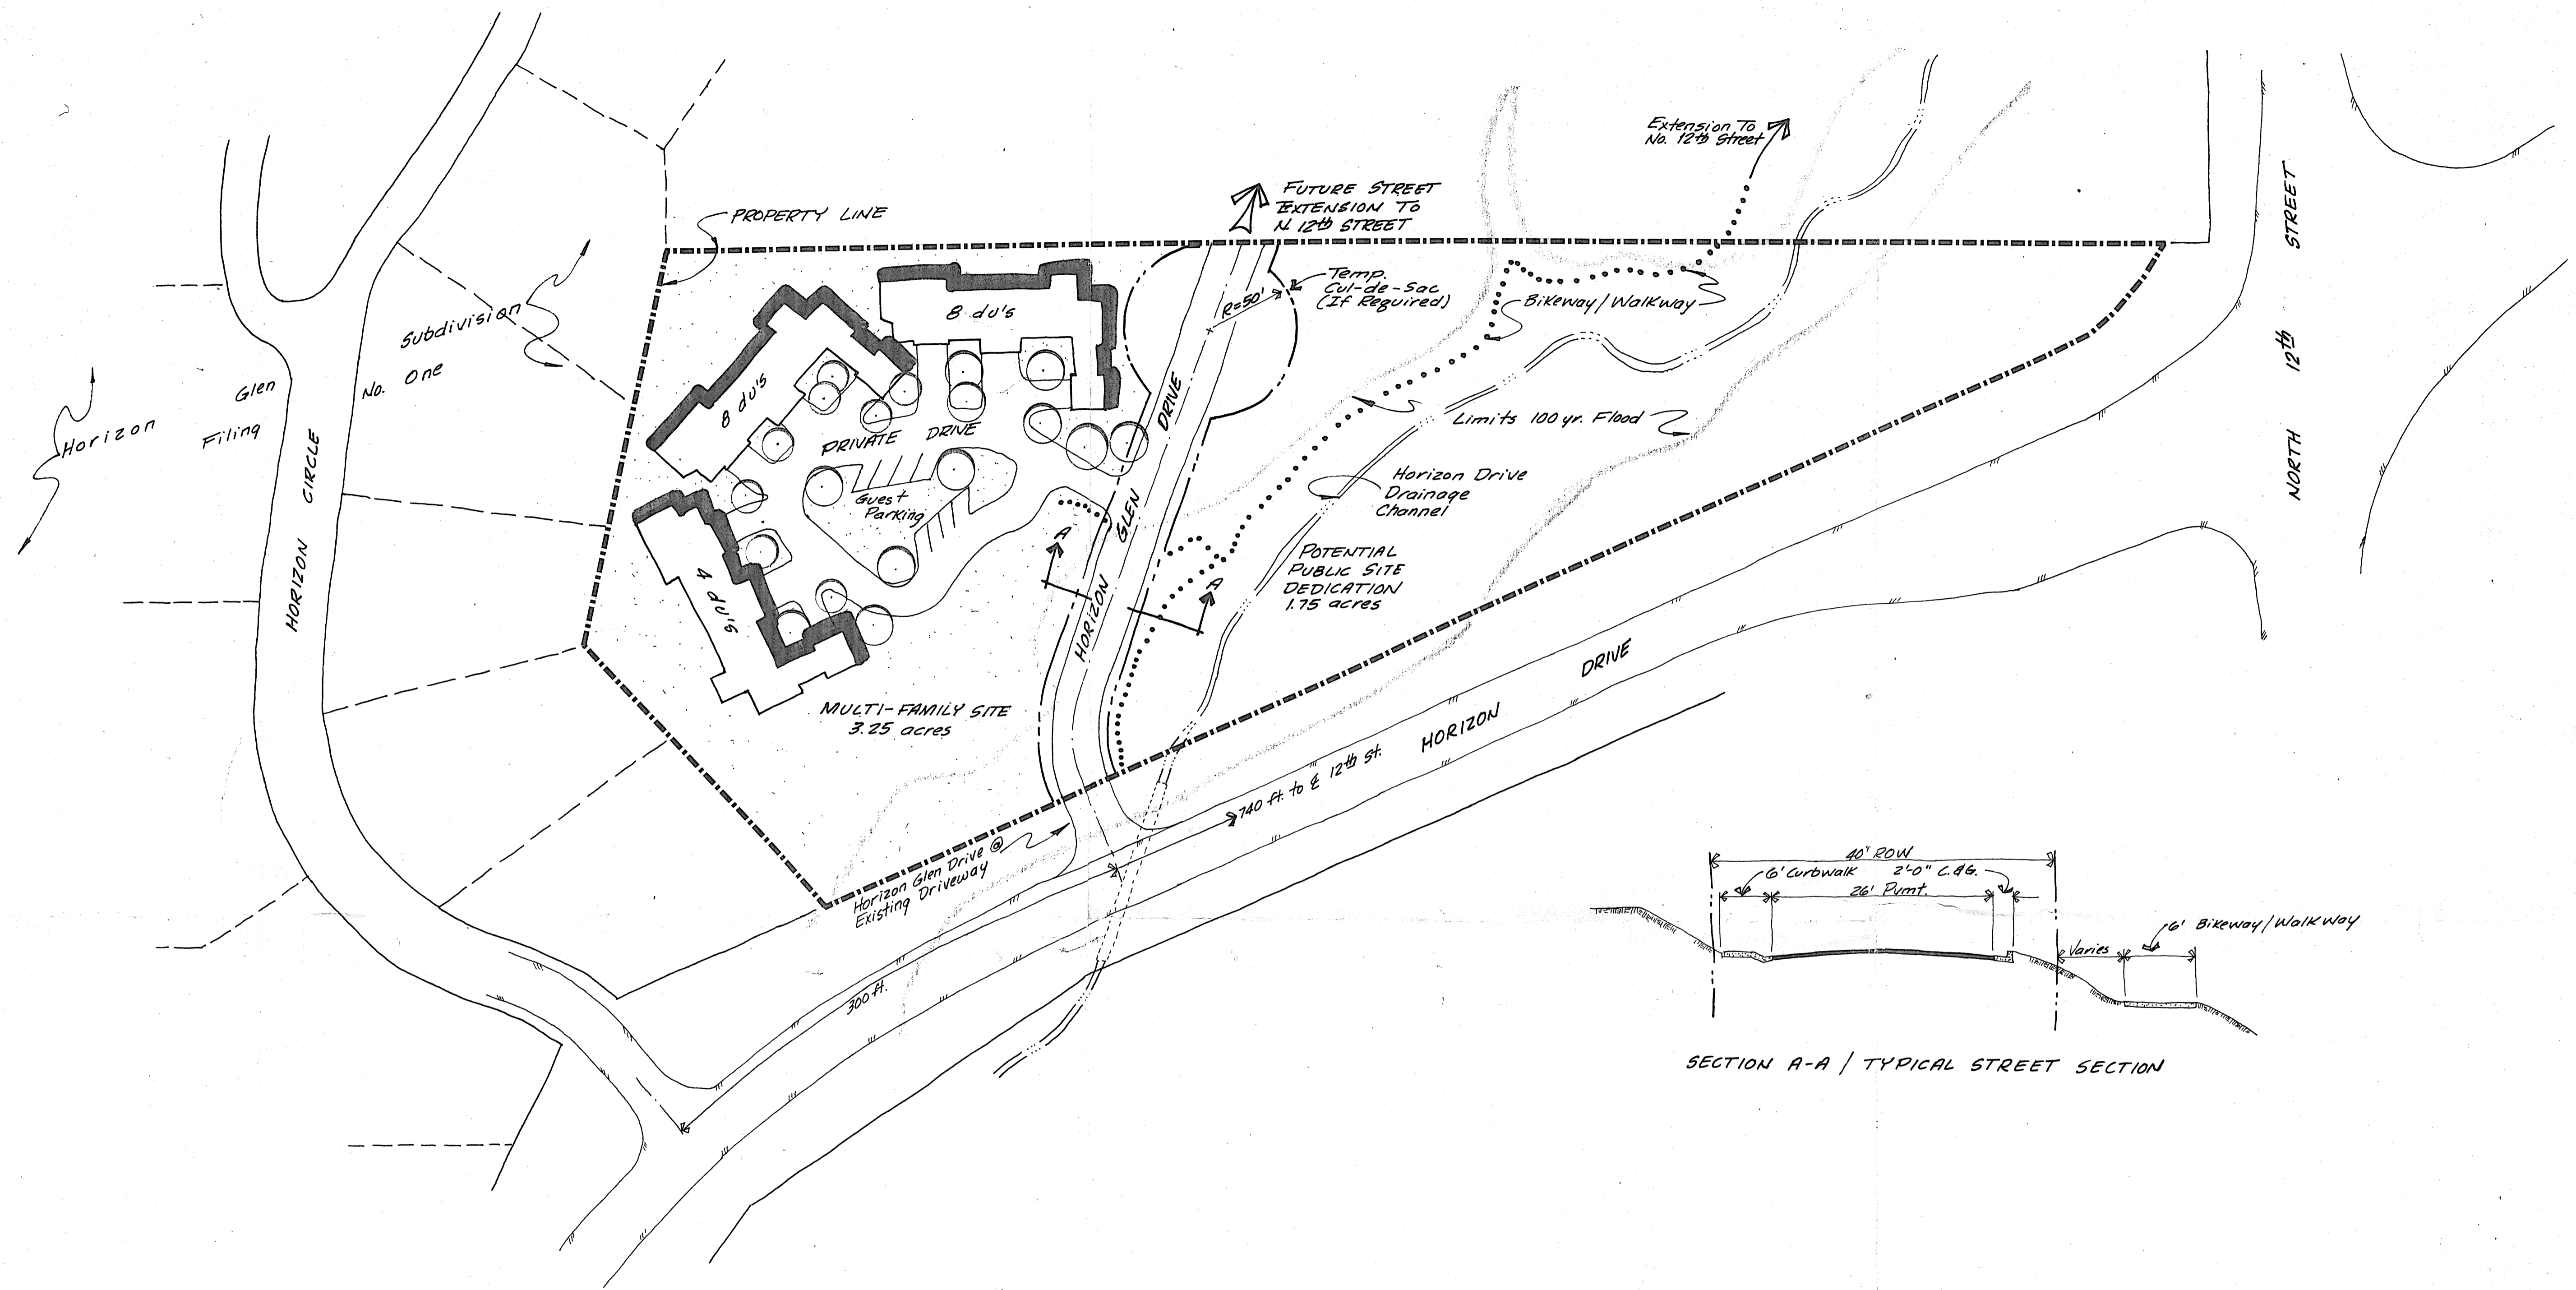 Extension To
No. 12th Street
FUTURE STREET
EXTENSION TO
N. 12th STREET
PROPERTY LINE
Temp.
Cul-de-Sac
(If Required)
R=50'
Bikeway/Walkway
8 du's
8 du's
4 du's
PRIVATE DRIVE
Guest
Parking
Subdivision
No. One
Horizon Glen
Filing
HORIZON CIRCLE
HORIZON GLEN DRIVE
A
A
Limits 100 yr. Flood
Horizon Drive
Drainage
Channel
POTENTIAL
PUBLIC SITE
DEDICATION
1.75 acres
MULTI-FAMILY SITE
3.25 acres
NORTH 12th STREET
HORIZON DRIVE
740 ft. to ℄ 12th St.
Horizon Glen Drive @
Existing Driveway
300 ft.
40' ROW
6' Curbwalk 2'-0" C.&G.
26' Pvmt.
Varies
6' Bikeway/Walkway
SECTION A-A / TYPICAL STREET SECTION